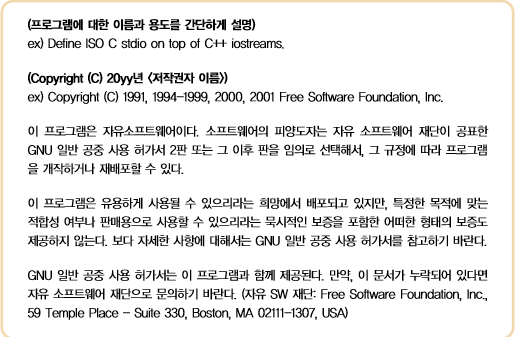 (프로그램에 대한 이름과 용도를 간단하게 설명)
ex) Define ISO C stdio on top of C++ iostreams.
(Copyright (C) 20yy년 <저작권자 이름>)
ex) Copyright (C) 1991, 1994-1999, 2000, 2001 Free Software Foundation, Inc.
이 프로그램은 자유소프트웨어이다. 소프트웨어의 피양도자는 자유 소프트웨어 재단이 공표한
GNU 일반 공중 사용 허가서 2판 또는 그 이후 판을 임의로 선택해서, 그 규정에 따라 프로그램
을 개작하거나 재배포할 수 있다.
이 프로그램은 유용하게 사용될 수 있으리라는 희망에서 배포되고 있지만, 특정한 목적에 맞는
적합성 여부나 판매용으로 사용할 수 있으리라는 묵시적인 보증을 포함한 어떠한 형태의 보증도
제공하지 않는다. 보다 자세한 사항에 대해서는 GNU 일반 공중 사용 허가서를 참고하기 바란다.
GNU 일반 공중 사용 허가서는 이 프로그램과 함께 제공된다. 만약, 이 문서가 누락되어 있다면
자유 소프트웨어 재단으로 문의하기 바란다. (자유 SW 재단: Free Software Foundation, Inc.,
59 Temple Place - Suite 330, Boston, MA 02111-1307, USA)